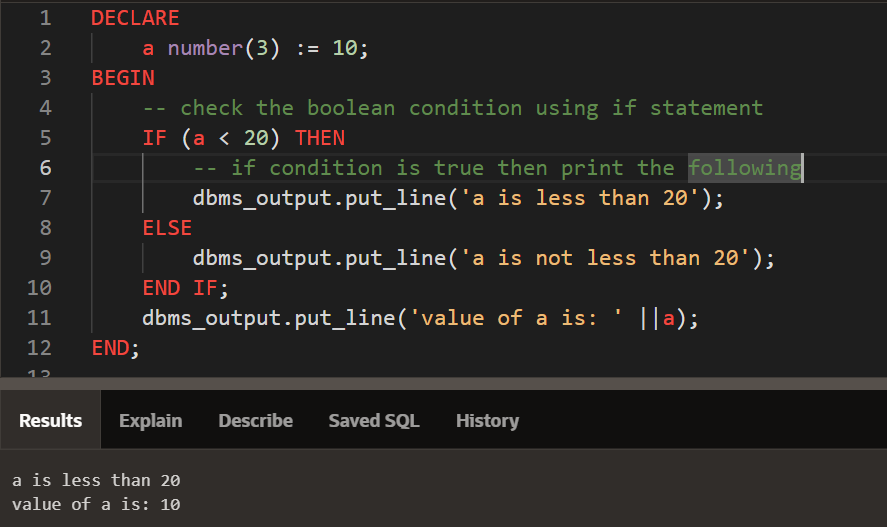 1 DECLARE
2 a number(3) := 10;
3 BEGIN
4 -- check the boolean condition using if statement
5 IF (a < 20) THEN
6 -- if condition is true then print the following
7 dbms_output.put_line('a is less than 20');
8 ELSE
9 dbms_output.put_line('a is not less than 20');
10 END IF;
11 dbms_output.put_line('value of a is: ' ||a);
12 END;
13
Results Explain Describe Saved SQL History
a is less than 20
value of a is: 10